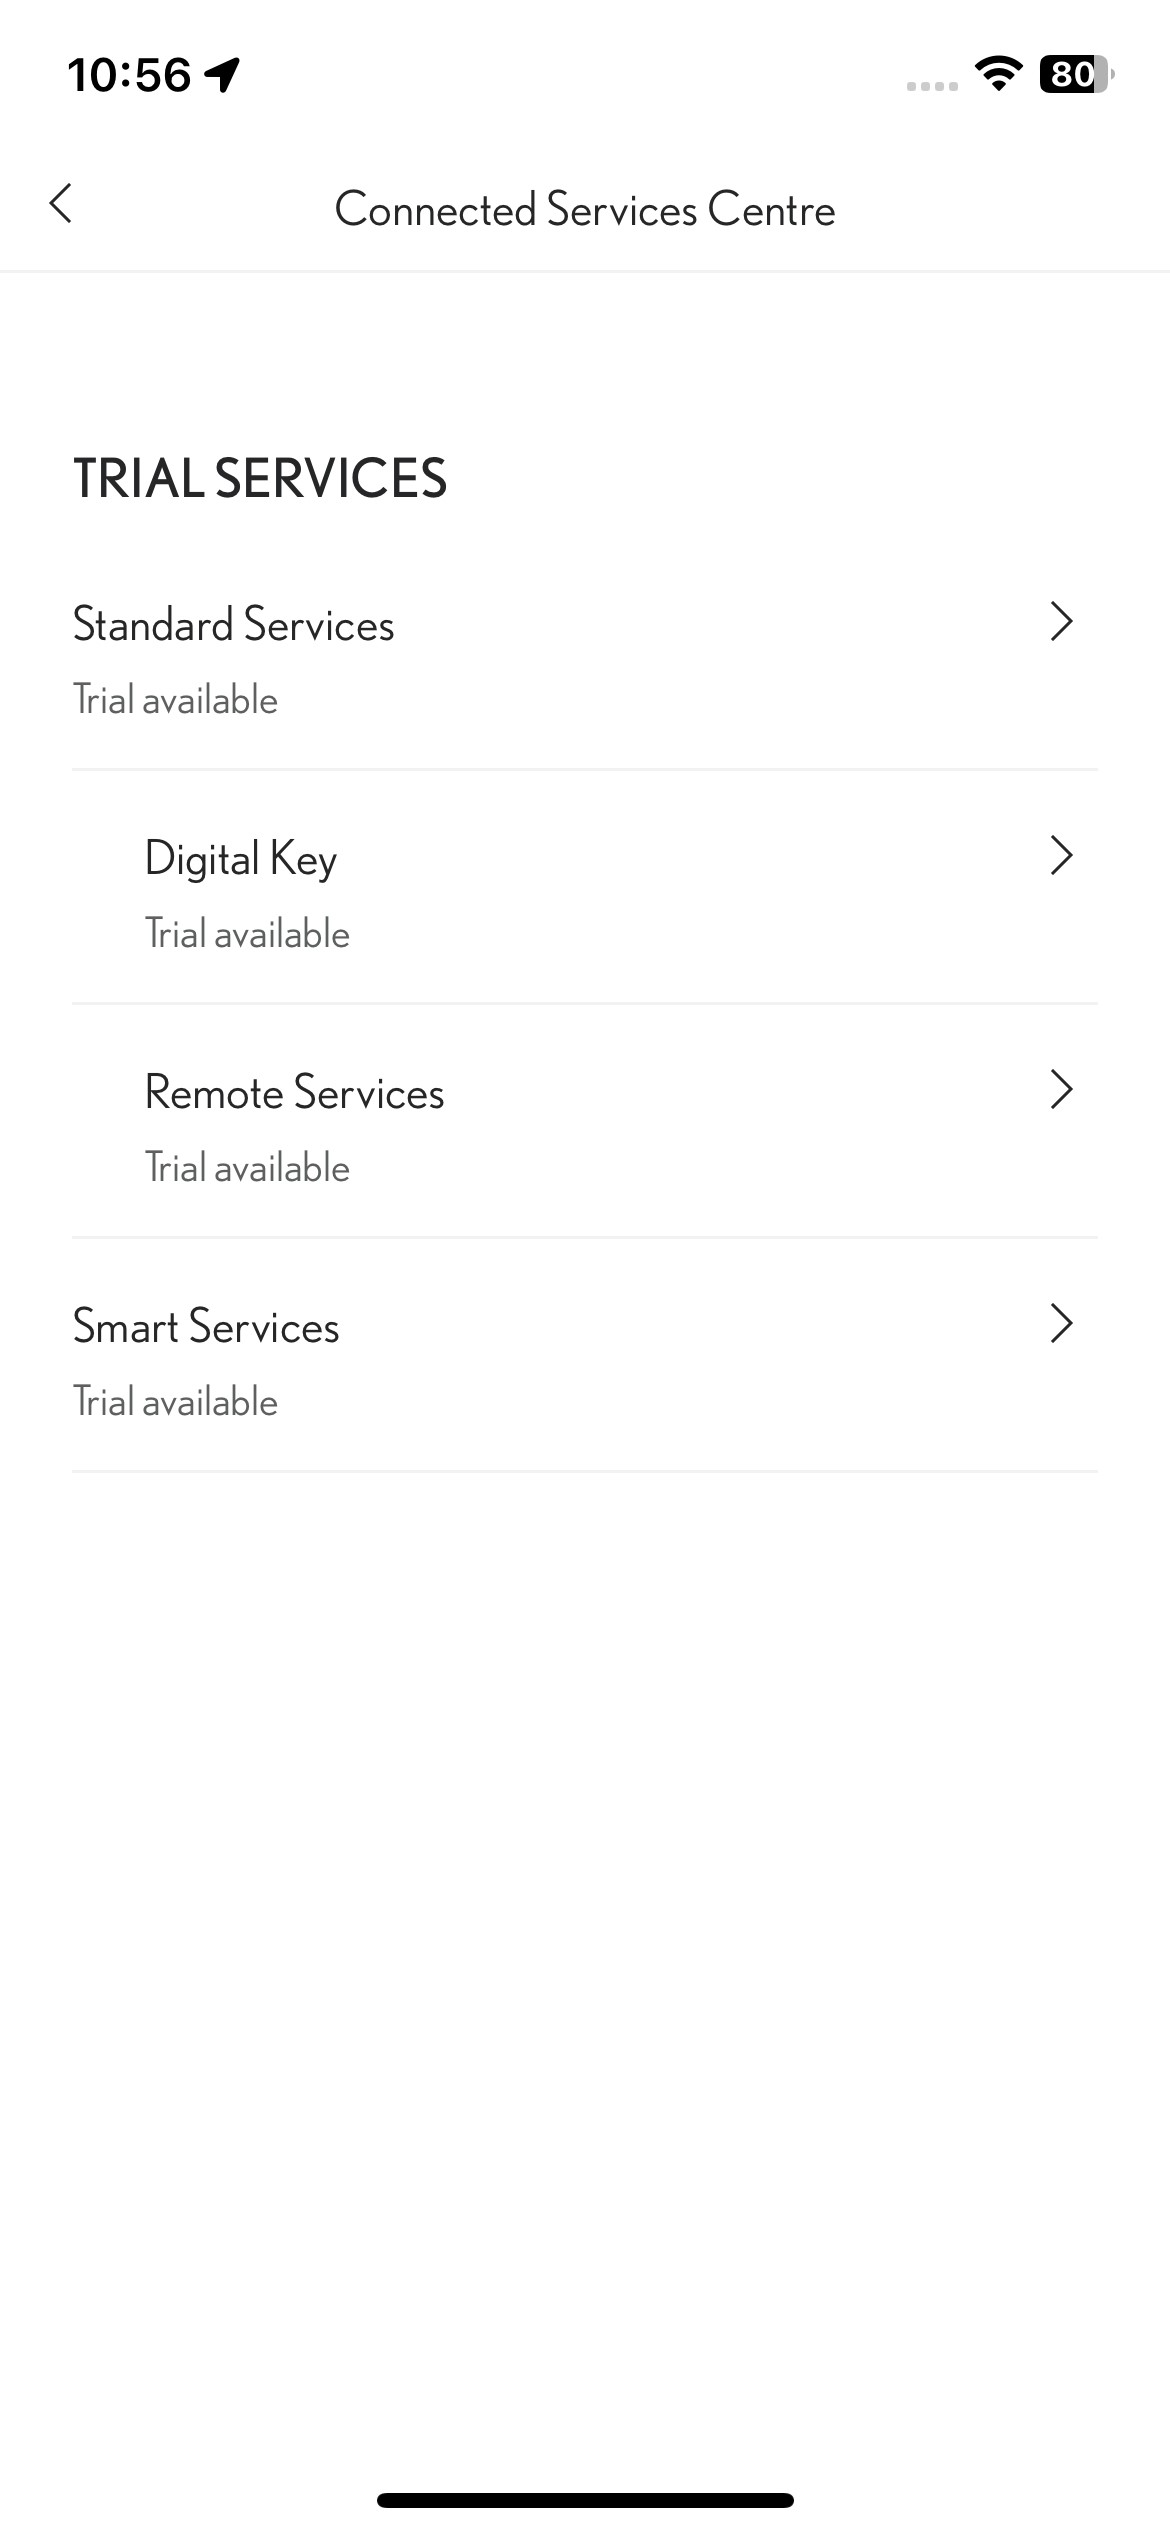 10:56
80
Connected Services Centre
TRIAL SERVICES
Standard Services
Trial available
Digital Key
Trial available
Remote Services
Trial available
Smart Services
Trial available